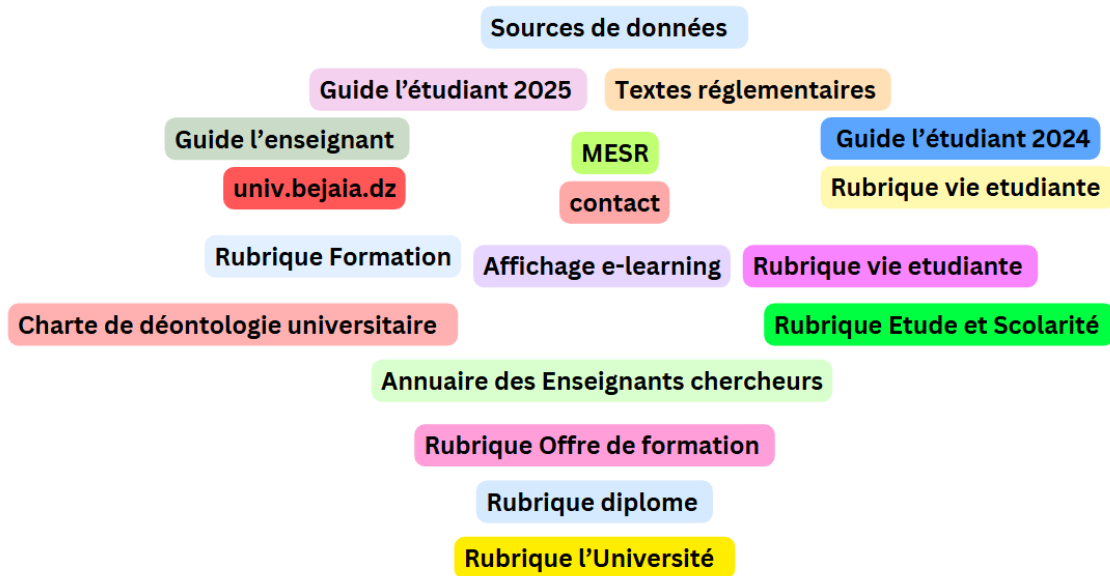 Sources de données
Guide l’étudiant 2025
Textes réglementaires
Guide l’enseignant
MESR
Guide l’étudiant 2024
univ.bejaia.dz
contact
Rubrique vie etudiante
Rubrique Formation
Affichage e-learning
Rubrique vie etudiante
Charte de déontologie universitaire
Rubrique Etude et Scolarité
Annuaire des Enseignants chercheurs
Rubrique Offre de formation
Rubrique diplome
Rubrique l’Université